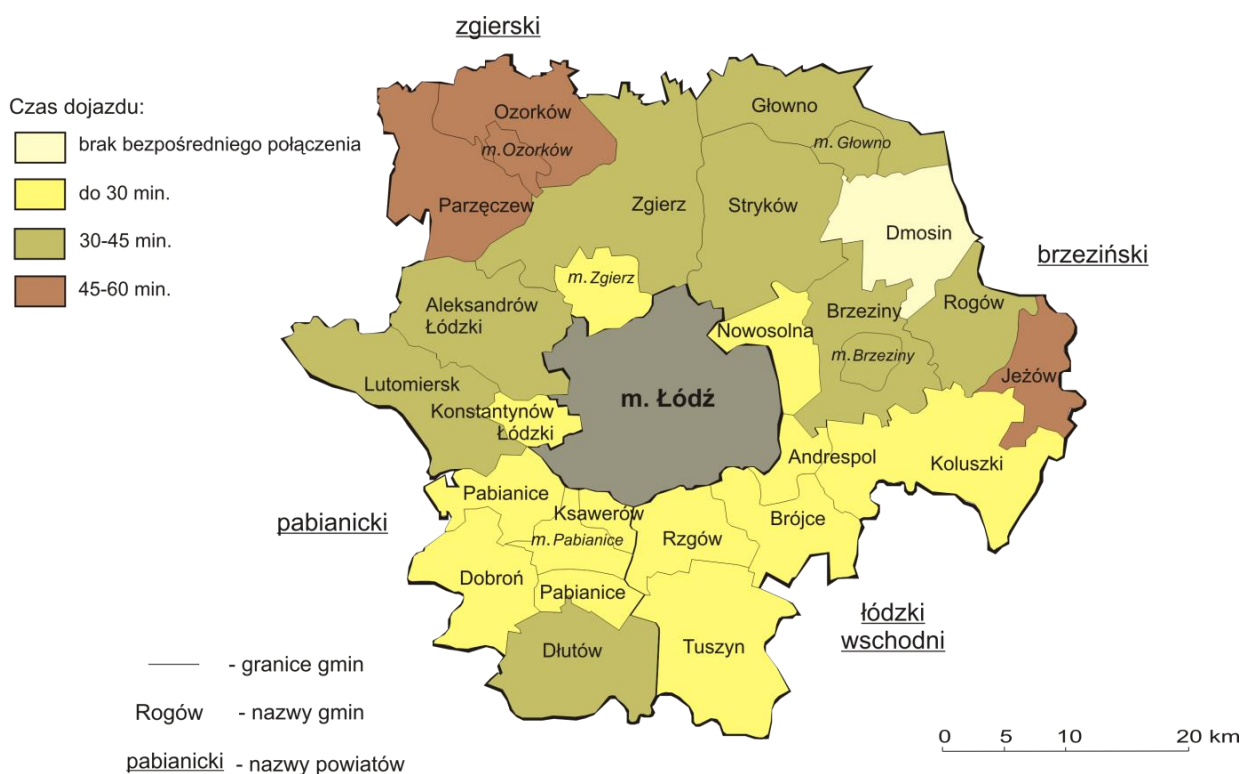 zgierski
Czas dojazdu:
brak bezpośredniego połączenia
do 30 min.
30-45 min.
45-60 min.
Ozorków
m. Ozorków
Parzęczew
Głowno
m. Głowno
Zgierz
Stryków
Dmosin
brzeziński
m. Zgierz
Aleksandrów
Łódzki
Nowosolna
Brzeziny
Rogów
m. Brzeziny
Jeżów
Lutomiersk
Konstantynów
Łódzki
m. Łódź
Andrespol
Koluszki
Pabianice
pabianicki
Ksawerów
m. Pabianice
Rzgów
Brójce
Dobroń
Pabianice
łódzki
wschodni
Dłutów
Tuszyn
- granice gmin
Rogów - nazwy gmin
pabianicki - nazwy powiatów
0 5 10 20 km